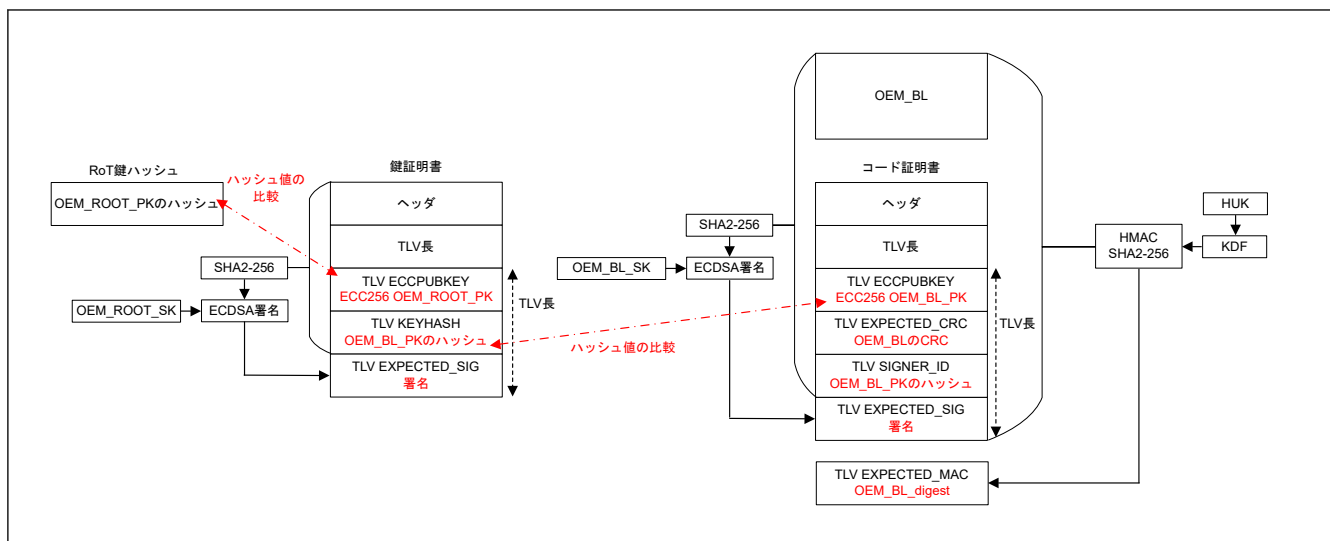 RoT鍵ハッシュ
OEM_ROOT_PKのハッシュ
ハッシュ値の
比較
鍵証明書
ヘッダ
TLV長
TLV ECCPUBKEY
ECC256 OEM_ROOT_PK
TLV KEYHASH
OEM_BL_PKのハッシュ
TLV EXPECTED_SIG
署名
TLV長
SHA2-256
OEM_ROOT_SK
ECDSA署名
ハッシュ値の比較
OEM_BL
コード証明書
ヘッダ
TLV長
TLV ECCPUBKEY
ECC256 OEM_BL_PK
TLV EXPECTED_CRC
OEM_BLのCRC
TLV SIGNER_ID
OEM_BL_PKのハッシュ
TLV EXPECTED_SIG
署名
TLV長
SHA2-256
OEM_BL_SK
ECDSA署名
HUK
KDF
HMAC
SHA2-256
TLV EXPECTED_MAC
OEM_BL_digest